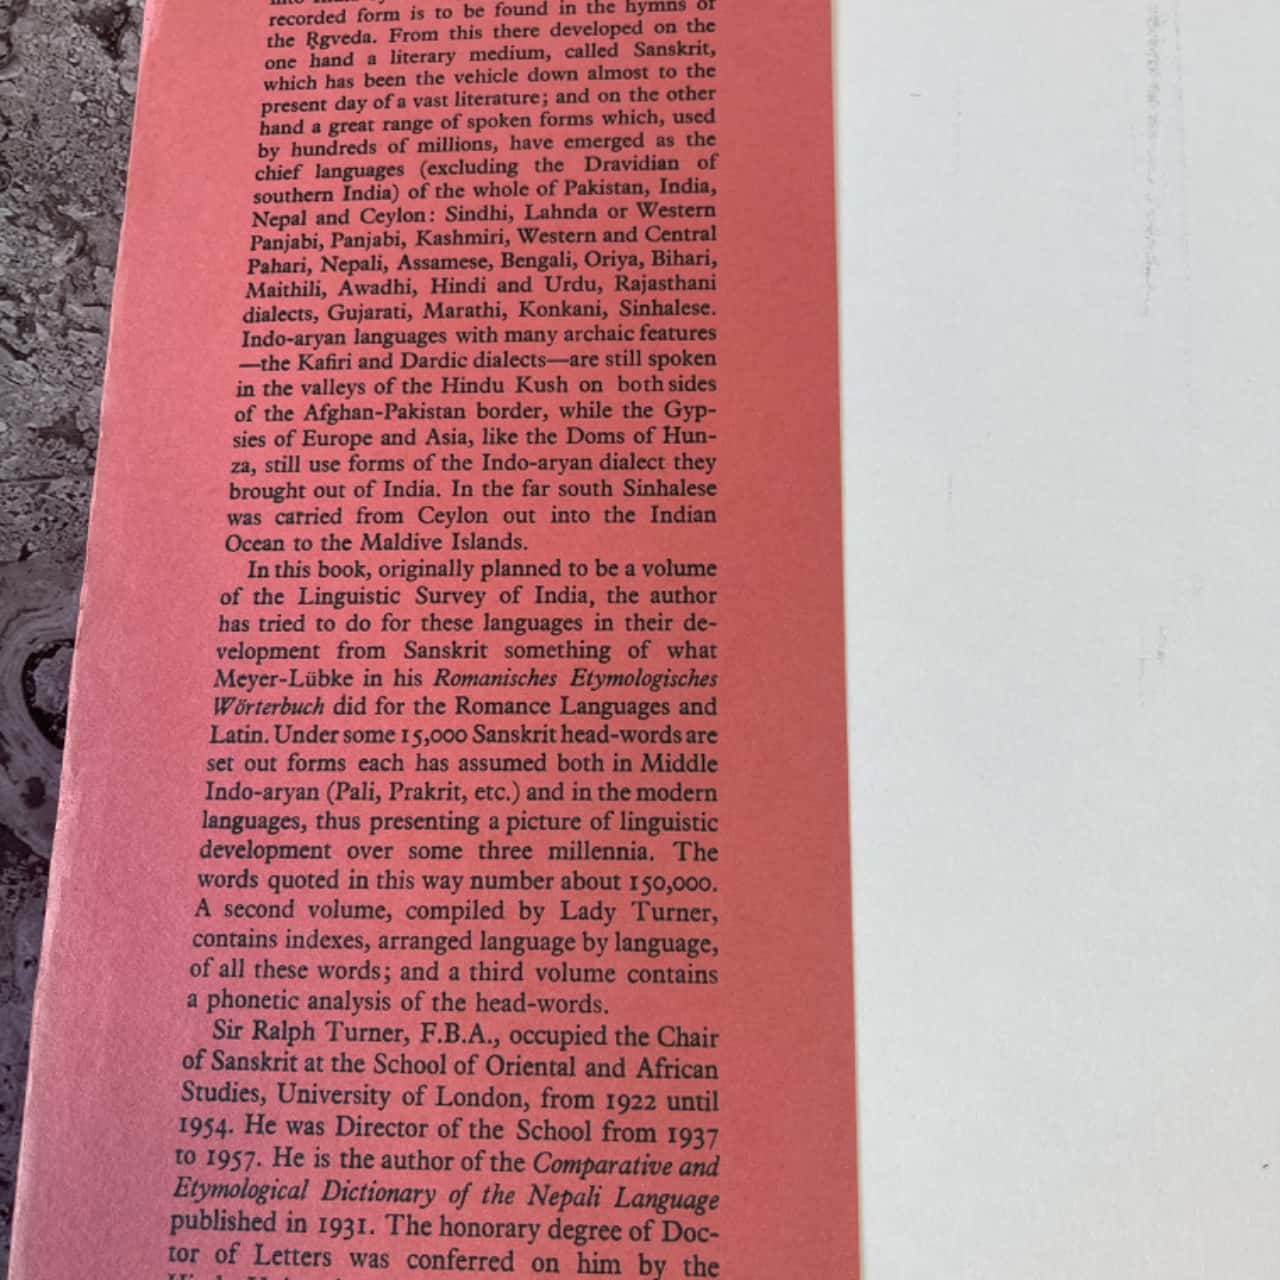 recorded form is to be found in the hymns of
the Ṛgveda. From this there developed on the
one hand a literary medium, called Sanskrit,
which has been the vehicle down almost to the
present day of a vast literature; and on the other
hand a great range of spoken forms which, used
by hundreds of millions, have emerged as the
chief languages (excluding the Dravidian of
southern India) of the whole of Pakistan, India,
Nepal and Ceylon: Sindhi, Lahnda or Western
Panjabi, Panjabi, Kashmiri, Western and Central
Pahari, Nepali, Assamese, Bengali, Oriya, Bihari,
Maithili, Awadhi, Hindi and Urdu, Rajasthani
dialects, Gujarati, Marathi, Konkani, Sinhalese.
Indo-aryan languages with many archaic features
—the Kafiri and Dardic dialects—are still spoken
in the valleys of the Hindu Kush on both sides
of the Afghan-Pakistan border, while the Gyp-
sies of Europe and Asia, like the Doms of Hun-
za, still use forms of the Indo-aryan dialect they
brought out of India. In the far south Sinhalese
was carried from Ceylon out into the Indian
Ocean to the Maldive Islands.
In this book, originally planned to be a volume
of the Linguistic Survey of India, the author
has tried to do for these languages in their de-
velopment from Sanskrit something of what
Meyer-Lübke in his Romanisches Etymologisches
Wörterbuch did for the Romance Languages and
Latin. Under some 15,000 Sanskrit head-words are
set out forms each has assumed both in Middle
Indo-aryan (Pali, Prakrit, etc.) and in the modern
languages, thus presenting a picture of linguistic
development over some three millennia. The
words quoted in this way number about 150,000.
A second volume, compiled by Lady Turner,
contains indexes, arranged language by language,
of all these words; and a third volume contains
a phonetic analysis of the head-words.
Sir Ralph Turner, F.B.A., occupied the Chair
of Sanskrit at the School of Oriental and African
Studies, University of London, from 1922 until
1954. He was Director of the School from 1937
to 1957. He is the author of the Comparative and
Etymological Dictionary of the Nepali Language
published in 1931. The honorary degree of Doc-
tor of Letters was conferred on him by the